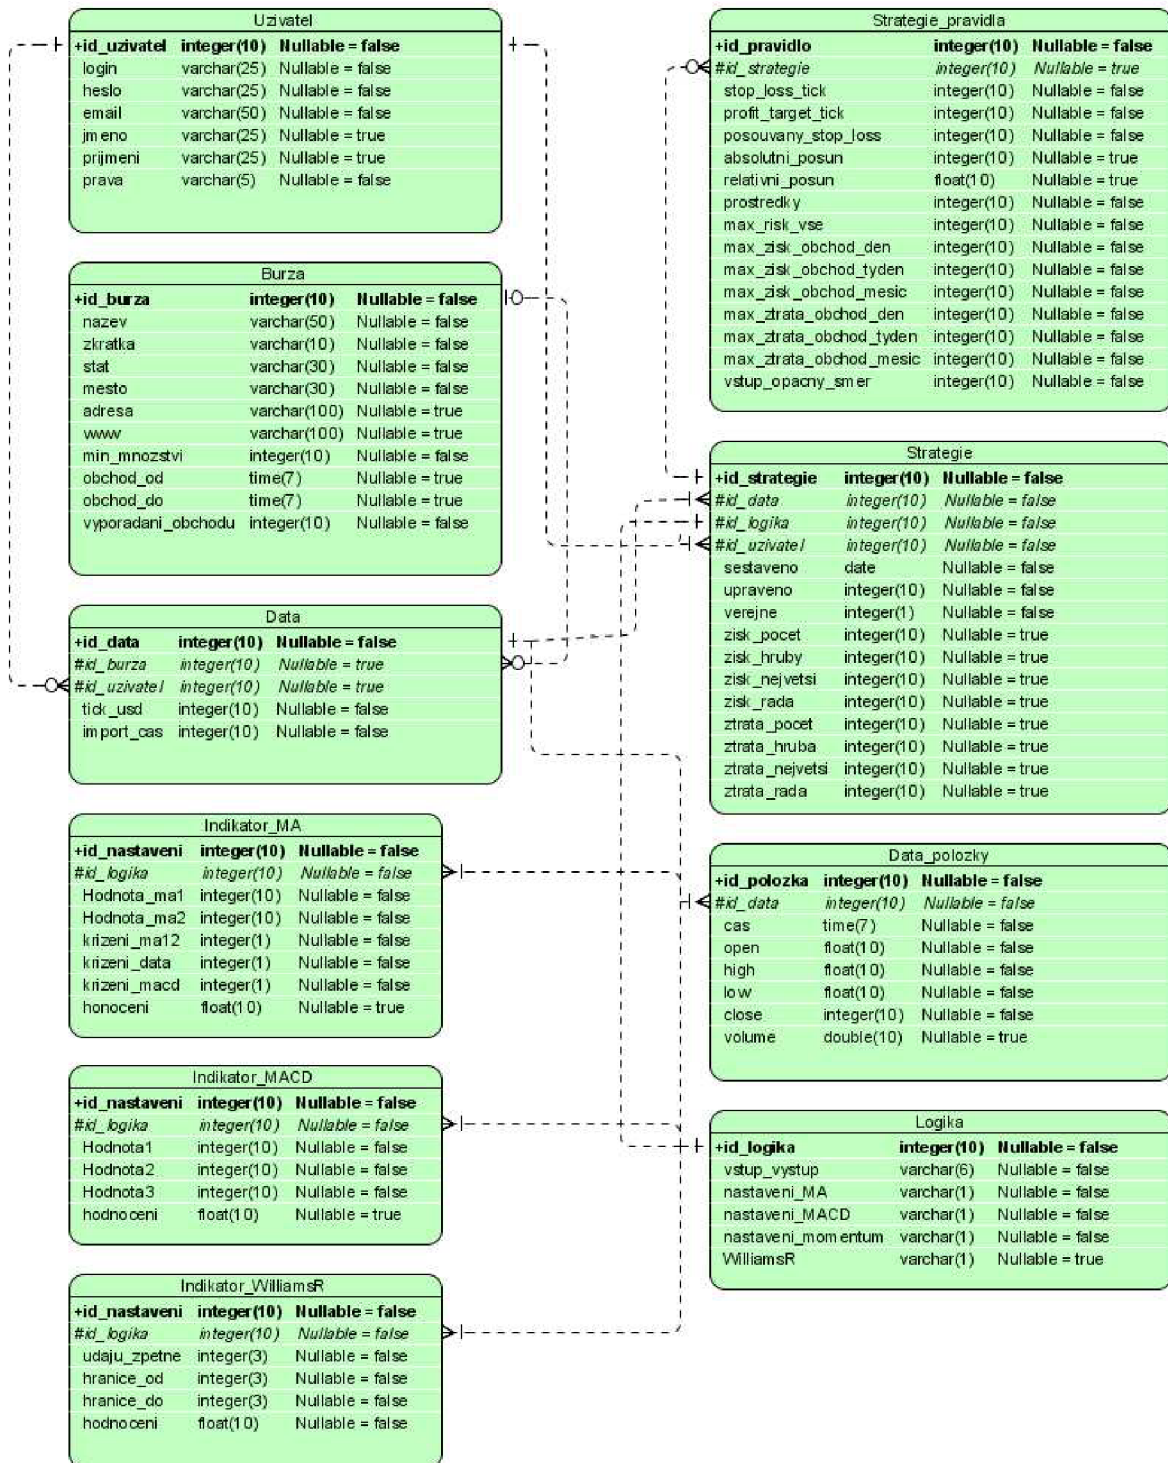 Uzivatel
+id_uzivatel integer(10) Nullable = false
login varchar(25) Nullable = false
heslo varchar(25) Nullable = false
email varchar(50) Nullable = false
jmeno varchar(25) Nullable = true
prijmeni varchar(25) Nullable = true
prava varchar(5) Nullable = false
Burza
+id_burza integer(10) Nullable = false
nazev varchar(50) Nullable = false
zkratka varchar(10) Nullable = false
stat varchar(30) Nullable = false
mesto varchar(30) Nullable = false
adresa varchar(100) Nullable = true
www varchar(100) Nullable = true
min_mnozstvi integer(10) Nullable = false
obchod_od time(7) Nullable = true
obchod_do time(7) Nullable = true
vyporadani_obchodu integer(10) Nullable = false
Data
+id_data integer(10) Nullable = false
#id_burza integer(10) Nullable = true
#id_uzivatel integer(10) Nullable = true
tick_usd integer(10) Nullable = false
import_cas integer(10) Nullable = false
Indikator_MA
+id_nastaveni integer(10) Nullable = false
#id_logika integer(10) Nullable = false
Hodnota_ma1 integer(10) Nullable = false
Hodnota_ma2 integer(10) Nullable = false
krizeni_ma12 integer(1) Nullable = false
krizeni_data integer(1) Nullable = false
krizeni_macd integer(1) Nullable = false
honoceni float(10) Nullable = true
Indikator_MACD
+id_nastaveni integer(10) Nullable = false
#id_logika integer(10) Nullable = false
Hodnota1 integer(10) Nullable = false
Hodnota2 integer(10) Nullable = false
Hodnota3 integer(10) Nullable = false
hodnoceni float(10) Nullable = true
Indikator_WilliamsR
+id_nastaveni integer(10) Nullable = false
#id_logika integer(10) Nullable = false
udaju_zpetne integer(3) Nullable = false
hranice_od integer(3) Nullable = false
hranice_do integer(3) Nullable = false
hodnoceni float(10) Nullable = false
Strategie_pravidla
+id_pravidlo integer(10) Nullable = false
#id_strategie integer(10) Nullable = true
stop_loss_tick integer(10) Nullable = false
profit_target_tick integer(10) Nullable = false
posouvany_stop_loss integer(10) Nullable = false
absolutni_posun integer(10) Nullable = true
relativni_posun float(10) Nullable = true
prostredky integer(10) Nullable = false
max_risk_vse integer(10) Nullable = false
max_zisk_obchod_den integer(10) Nullable = false
max_zisk_obchod_tyden integer(10) Nullable = false
max_zisk_obchod_mesic integer(10) Nullable = false
max_ztrata_obchod_den integer(10) Nullable = false
max_ztrata_obchod_tyden integer(10) Nullable = false
max_ztrata_obchod_mesic integer(10) Nullable = false
vstup_opacny_smer integer(10) Nullable = false
Strategie
+id_strategie integer(10) Nullable = false
#id_data integer(10) Nullable = false
#id_logika integer(10) Nullable = false
#id_uzivatel integer(10) Nullable = false
sestaveno date Nullable = false
upraveno integer(10) Nullable = false
verejne integer(1) Nullable = false
zisk_pocet integer(10) Nullable = true
zisk_hruby integer(10) Nullable = true
zisk_nejvetsi integer(10) Nullable = true
zisk_rada integer(10) Nullable = true
ztrata_pocet integer(10) Nullable = true
ztrata_hruba integer(10) Nullable = true
ztrata_nejvetsi integer(10) Nullable = true
ztrata_rada integer(10) Nullable = true
Data_polozky
+id_polozka integer(10) Nullable = false
#id_data integer(10) Nullable = false
cas time(7) Nullable = false
open float(10) Nullable = false
high float(10) Nullable = false
low float(10) Nullable = false
close integer(10) Nullable = false
volume double(10) Nullable = true
Logika
+id_logika integer(10) Nullable = false
vstup_vystup varchar(6) Nullable = false
nastaveni_MA varchar(1) Nullable = false
nastaveni_MACD varchar(1) Nullable = false
nastaveni_momentum varchar(1) Nullable = false
WilliamsR varchar(1) Nullable = true